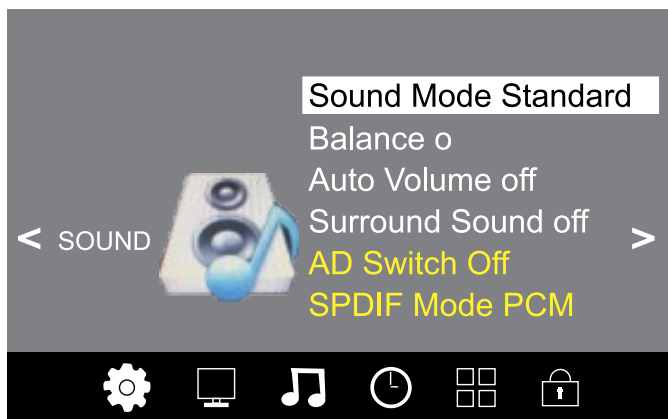 Sound Mode Standard
Balance o
Auto Volume off
Surround Sound off
< SOUND >
AD Switch Off
SPDIF Mode PCM